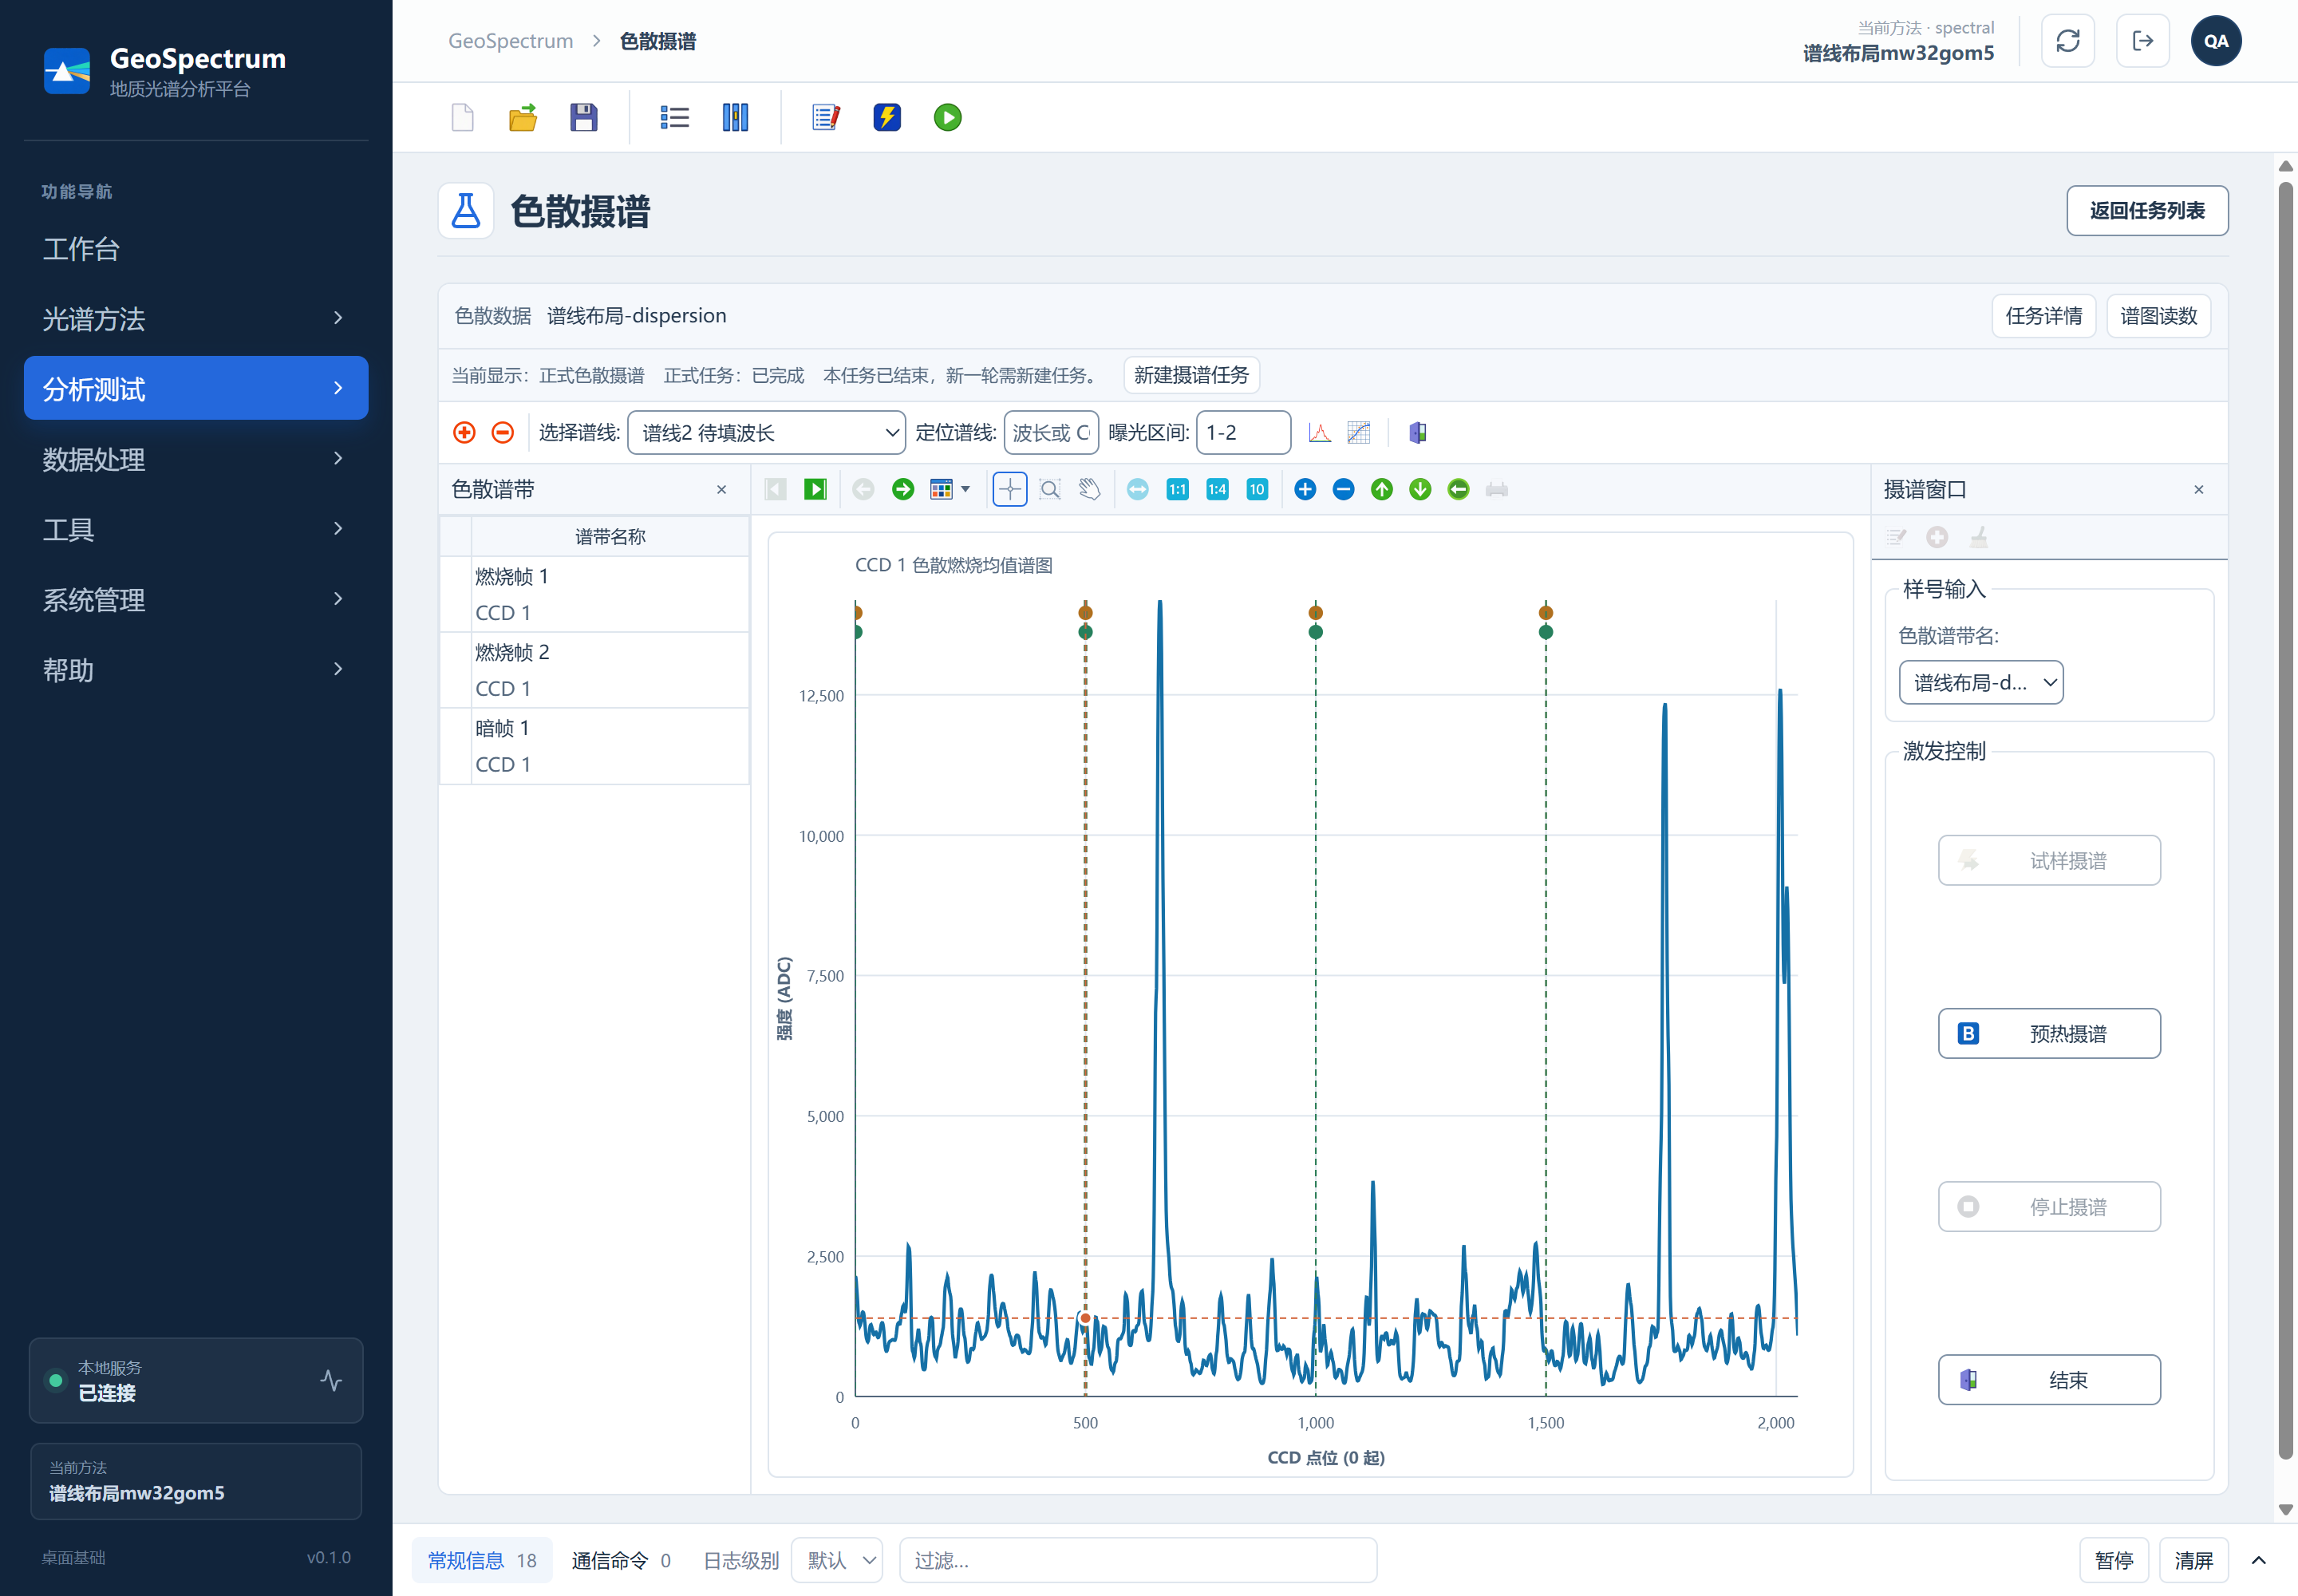 GeoSpectrum
地质光谱分析平台
功能导航
工作台
光谱方法
分析测试
数据处理
工具
系统管理
帮助
本地服务
已连接
当前方法
谱线布局mw32gom5
桌面基础
v0.1.0
GeoSpectrum
色散摄谱
当前方法 · spectral
谱线布局mw32gom5
QA
色散摄谱
返回任务列表
色散数据 谱线布局-dispersion
任务详情
谱图读数
当前显示：正式色散摄谱 正式任务：已完成 本任务已结束，新一轮需新建任务。
新建摄谱任务
选择谱线:
谱线2 待填波长
定位谱线:
波长或 C
曝光区间:
1-2
色散谱带
×
1:1
1:4
10
摄谱窗口
×
谱带名称
燃烧帧 1
CCD 1
燃烧帧 2
CCD 1
暗帧 1
CCD 1
CCD 1 色散燃烧均值谱图
12,500
10,000
7,500
5,000
2,500
0
强度 (ADC)
0
500
1,000
1,500
2,000
CCD 点位 (0 起)
样号输入
色散谱带名:
谱线布局-d...
激发控制
试样摄谱
B
预热摄谱
停止摄谱
结束
常规信息 18
通信命令 0
日志级别
默认
过滤...
暂停
清屏